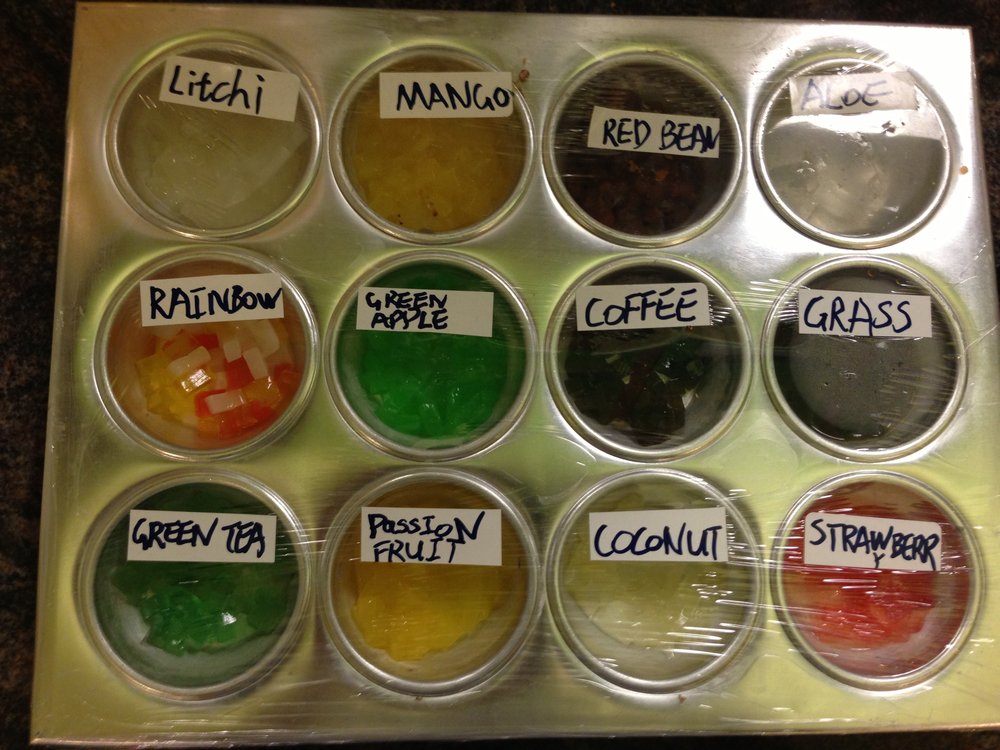 Litchi
MANGO
RED BEAN
ALOE
RAINBOW
GREEN
APPLE
COFFEE
GRASS
GREEN TEA
PASSION
FRUIT
COCONUT
STRAWBERR
Y